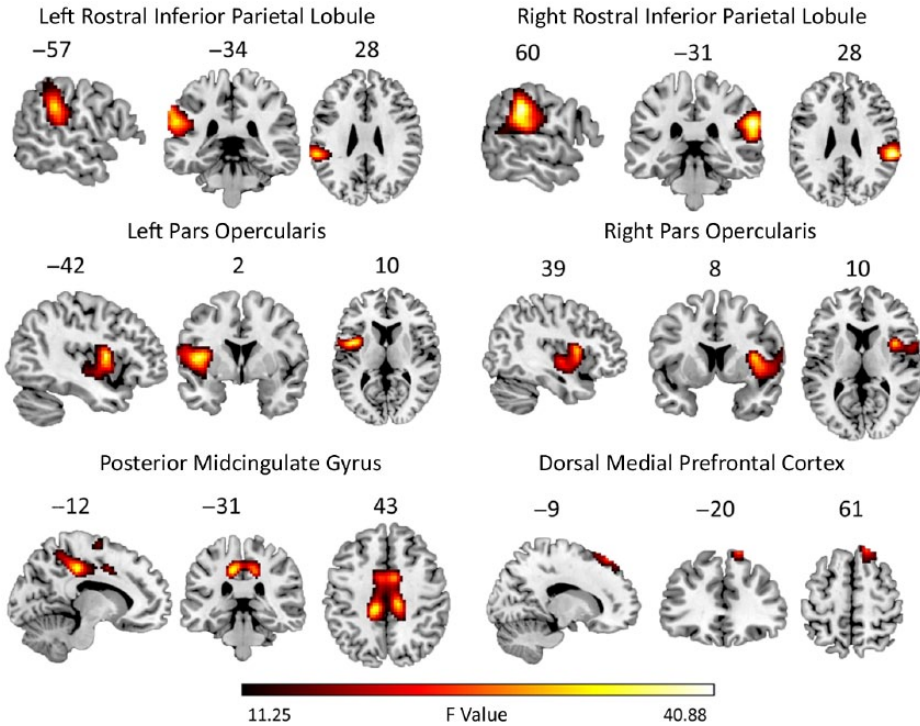 Left Rostral Inferior Parietal Lobule
−57 −34 28
Right Rostral Inferior Parietal Lobule
60 −31 28
Left Pars Opercularis
−42 2 10
Right Pars Opercularis
39 8 10
Posterior Midcingulate Gyrus
−12 −31 43
Dorsal Medial Prefrontal Cortex
−9 −20 61
11.25 F Value 40.88